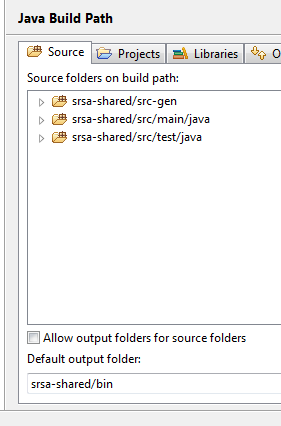 Java Build Path
Source Projects Libraries O
Source folders on build path:
srsa-shared/src-gen
srsa-shared/src/main/java
srsa-shared/src/test/java
Allow output folders for source folders
Default output folder:
srsa-shared/bin